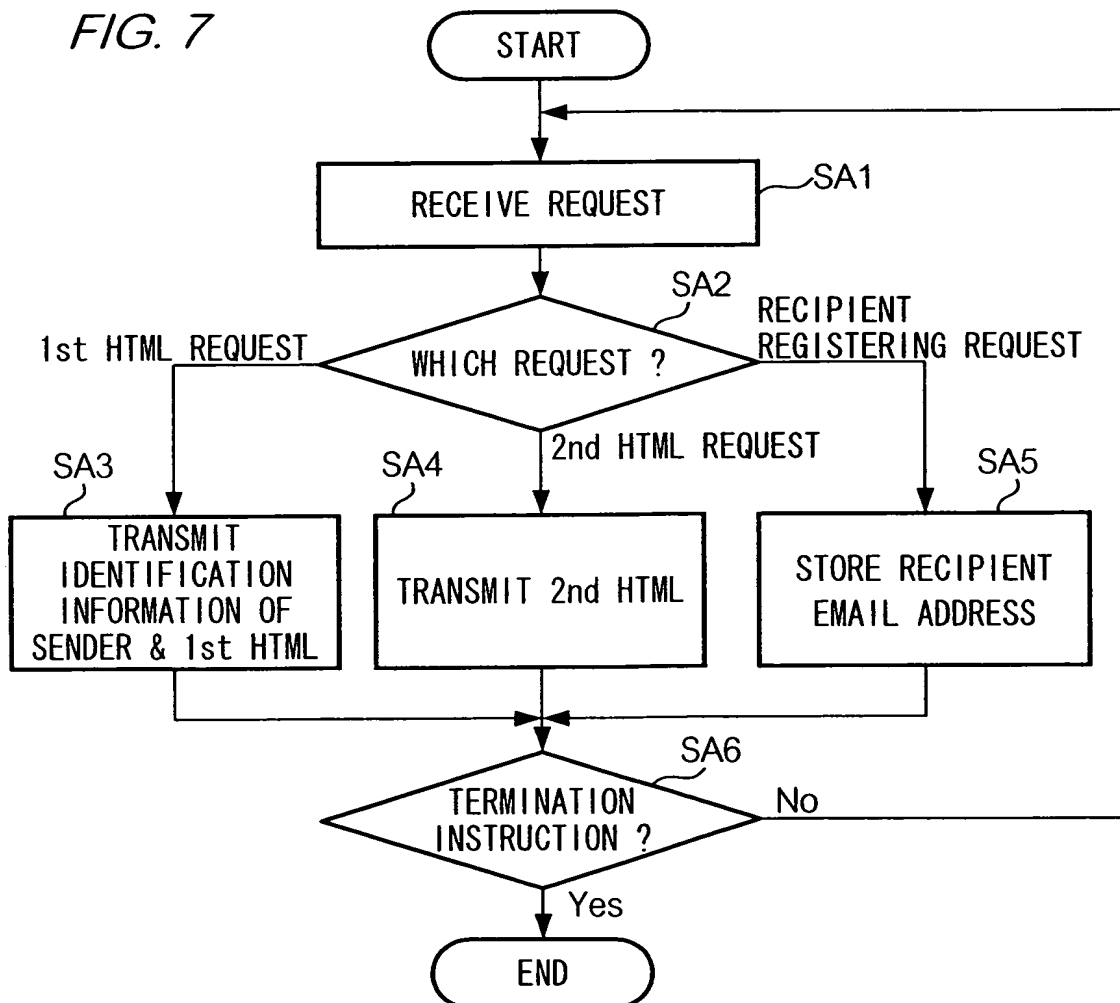 FIG. 7
START
RECEIVE REQUEST
SA1
SA2
WHICH REQUEST ?
1st HTML REQUEST
RECIPIENT
REGISTERING REQUEST
2nd HTML REQUEST
SA3
TRANSMIT
IDENTIFICATION
INFORMATION OF
SENDER & 1st HTML
SA4
TRANSMIT 2nd HTML
SA5
STORE RECIPIENT
EMAIL ADDRESS
SA6
TERMINATION
INSTRUCTION ?
No
Yes
END